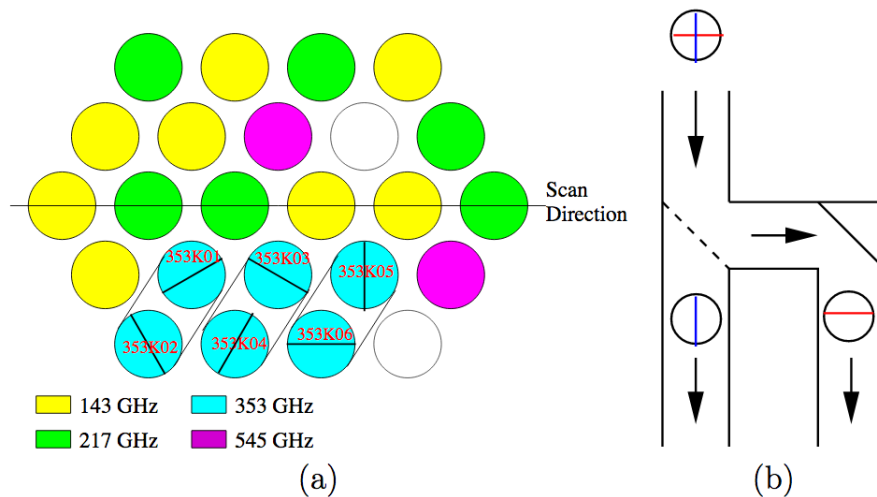 Scan
Direction
353K01
353K03
353K05
353K02
353K04
353K06
143 GHz
353 GHz
217 GHz
545 GHz
(a)
(b)